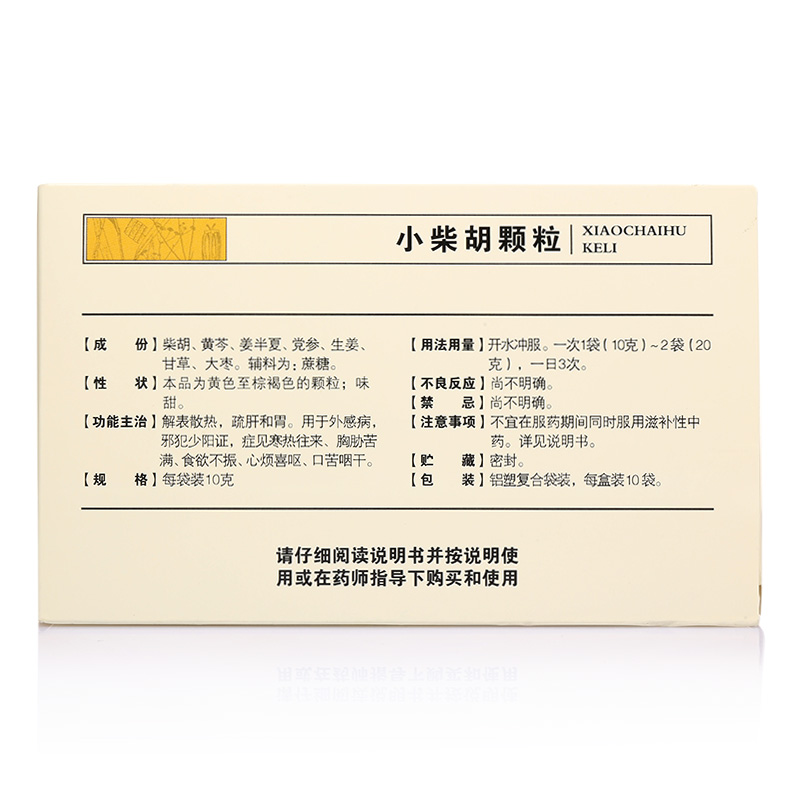 小柴胡颗粒
XIAOCHAIHU
KELI
【成 份】柴胡、黄芩、姜半夏、党参、生姜、
甘草、大枣。辅料为:蔗糖。
【性 状】本品为黄色至棕褐色的颗粒；味
甜。
【功能主治】解表散热，疏肝和胃。用于外感病，
邪犯少阳证，症见寒热往来、胸胁苦
满、食欲不振、心烦喜呕、口苦咽干。
【规 格】每袋装10克
【用法用量】开水冲服。一次1袋(10克)~2袋(20
克)，一日3次。
【不良反应】尚不明确。
【禁 忌】尚不明确。
【注意事项】不宜在服药期间同时服用滋补性中
药。详见说明书。
【贮 藏】密封。
【包 装】铝塑复合袋装，每盒装10袋。
请仔细阅读说明书并按说明使
用或在药师指导下购买和使用